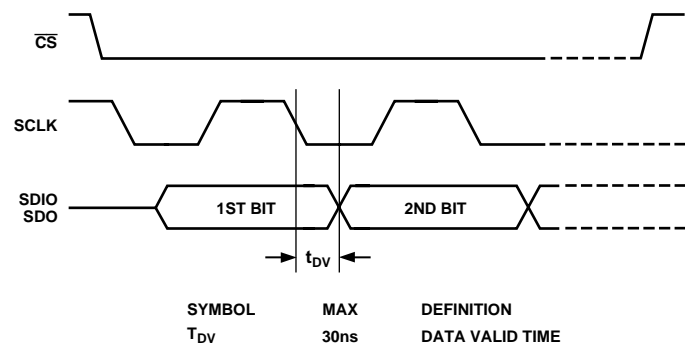 CS
SCLK
SDIO
SDO
1ST BIT
2ND BIT
tDV
SYMBOL MAX DEFINITION
TDV 30ns DATA VALID TIME